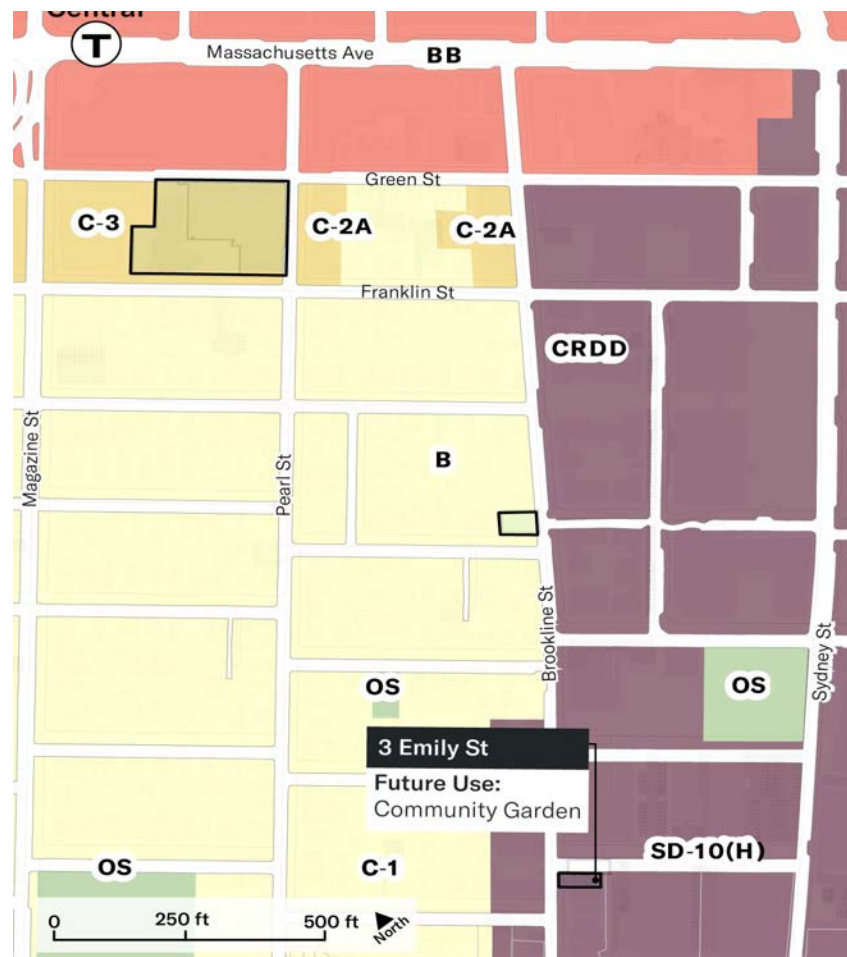 Central
T
Massachusetts Ave
BB
Green St
C-3
C-2A
C-2A
Franklin St
CRDD
Magazine St
Pearl St
B
Brookline St
Sydney St
OS
OS
3 Emily St
Future Use:
Community Garden
SD-10(H)
OS
C-1
0
250 ft
500 ft
North